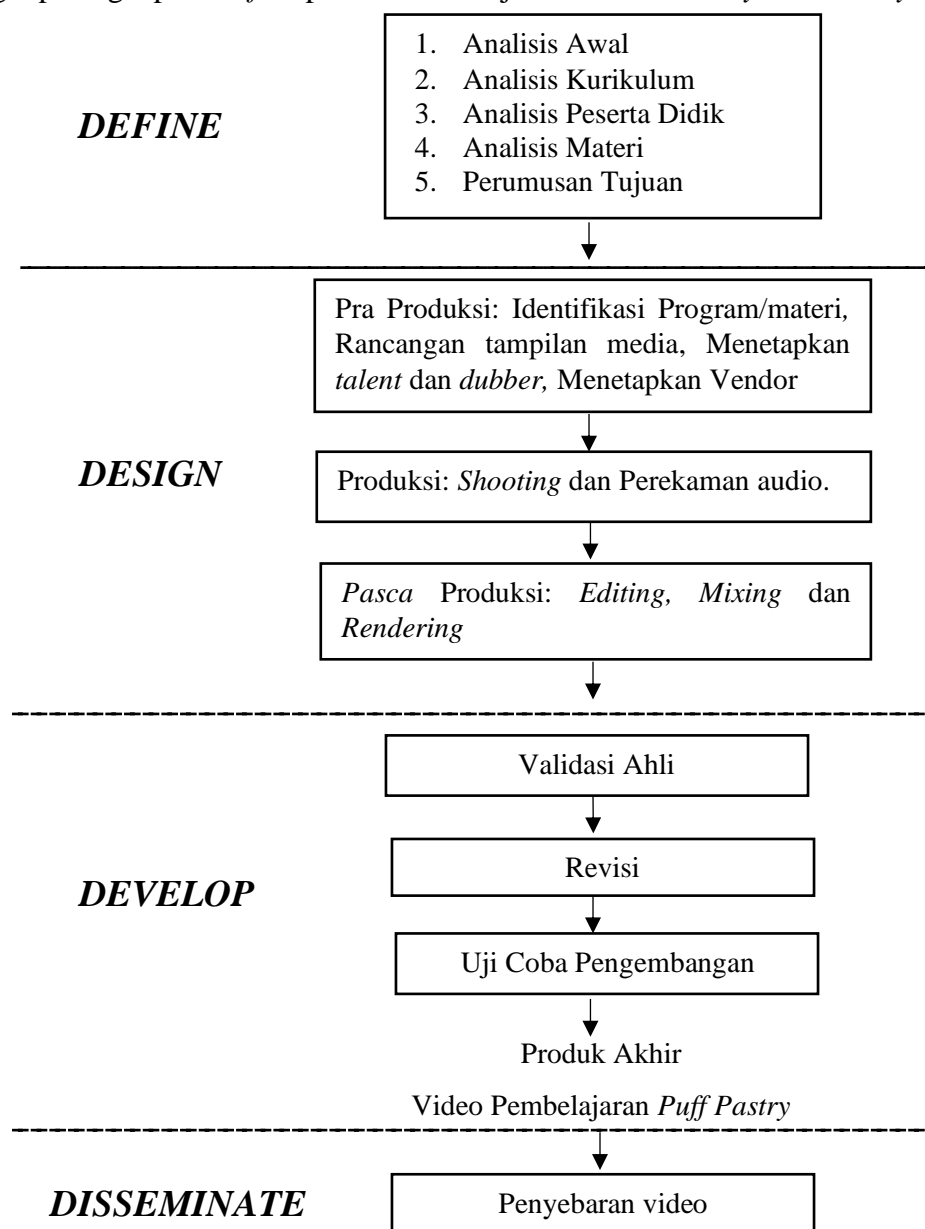 1. Analisis Awal
2. Analisis Kurikulum
3. Analisis Peserta Didik
4. Analisis Materi
5. Perumusan Tujuan
DEFINE
Pra Produksi: Identifikasi Program/materi,
Rancangan tampilan media, Menetapkan
talent dan dubber, Menetapkan Vendor
DESIGN
Produksi: Shooting dan Perekaman audio.
Pasca Produksi: Editing, Mixing dan
Rendering
Validasi Ahli
Revisi
DEVELOP
Uji Coba Pengembangan
Produk Akhir
Video Pembelajaran Puff Pastry
DISSEMINATE
Penyebaran video